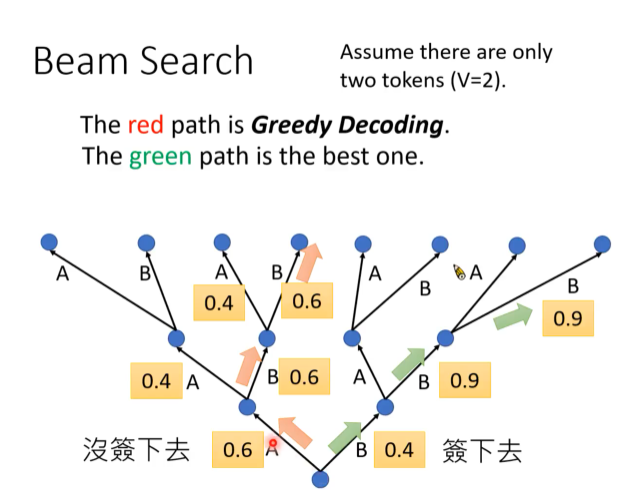 Beam Search
Assume there are only
two tokens (V=2).
The red path is Greedy Decoding.
The green path is the best one.
A
B
A
B
A
B
A
B
0.4
0.6
0.9
0.4
A
B
0.6
A
B
0.9
沒簽下去
0.6
A
B
0.4
簽下去